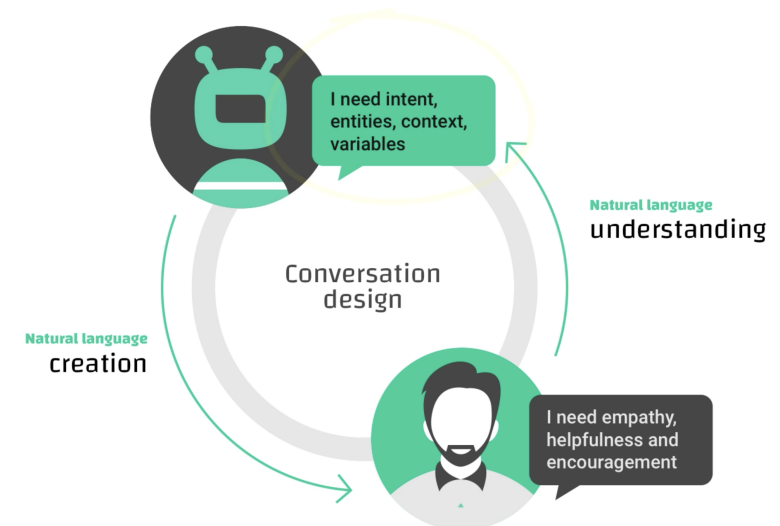 I need intent,
entities, context,
variables
Natural language
understanding
Conversation
design
Natural language
creation
I need empathy,
helpfulness and
encouragement